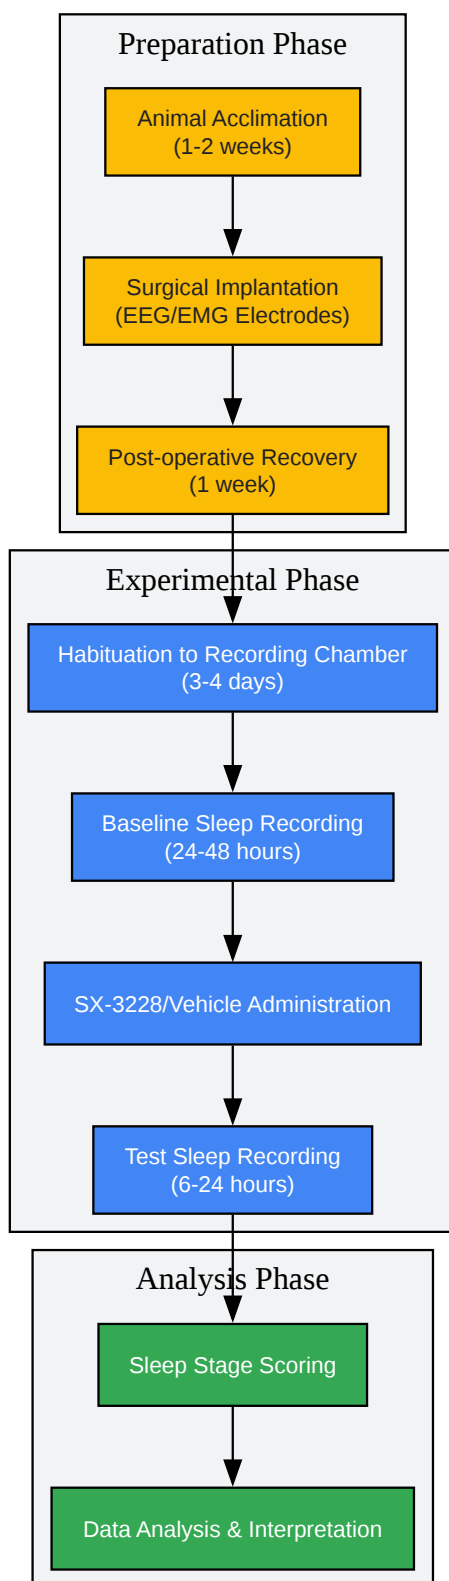 Preparation Phase
Animal Acclimation
(1-2 weeks)
Surgical Implantation
(EEG/EMG Electrodes)
Post-operative Recovery
(1 week)
Experimental Phase
Habituation to Recording Chamber
(3-4 days)
Baseline Sleep Recording
(24-48 hours)
SX-3228/Vehicle Administration
Test Sleep Recording
(6-24 hours)
Analysis Phase
Sleep Stage Scoring
Data Analysis & Interpretation